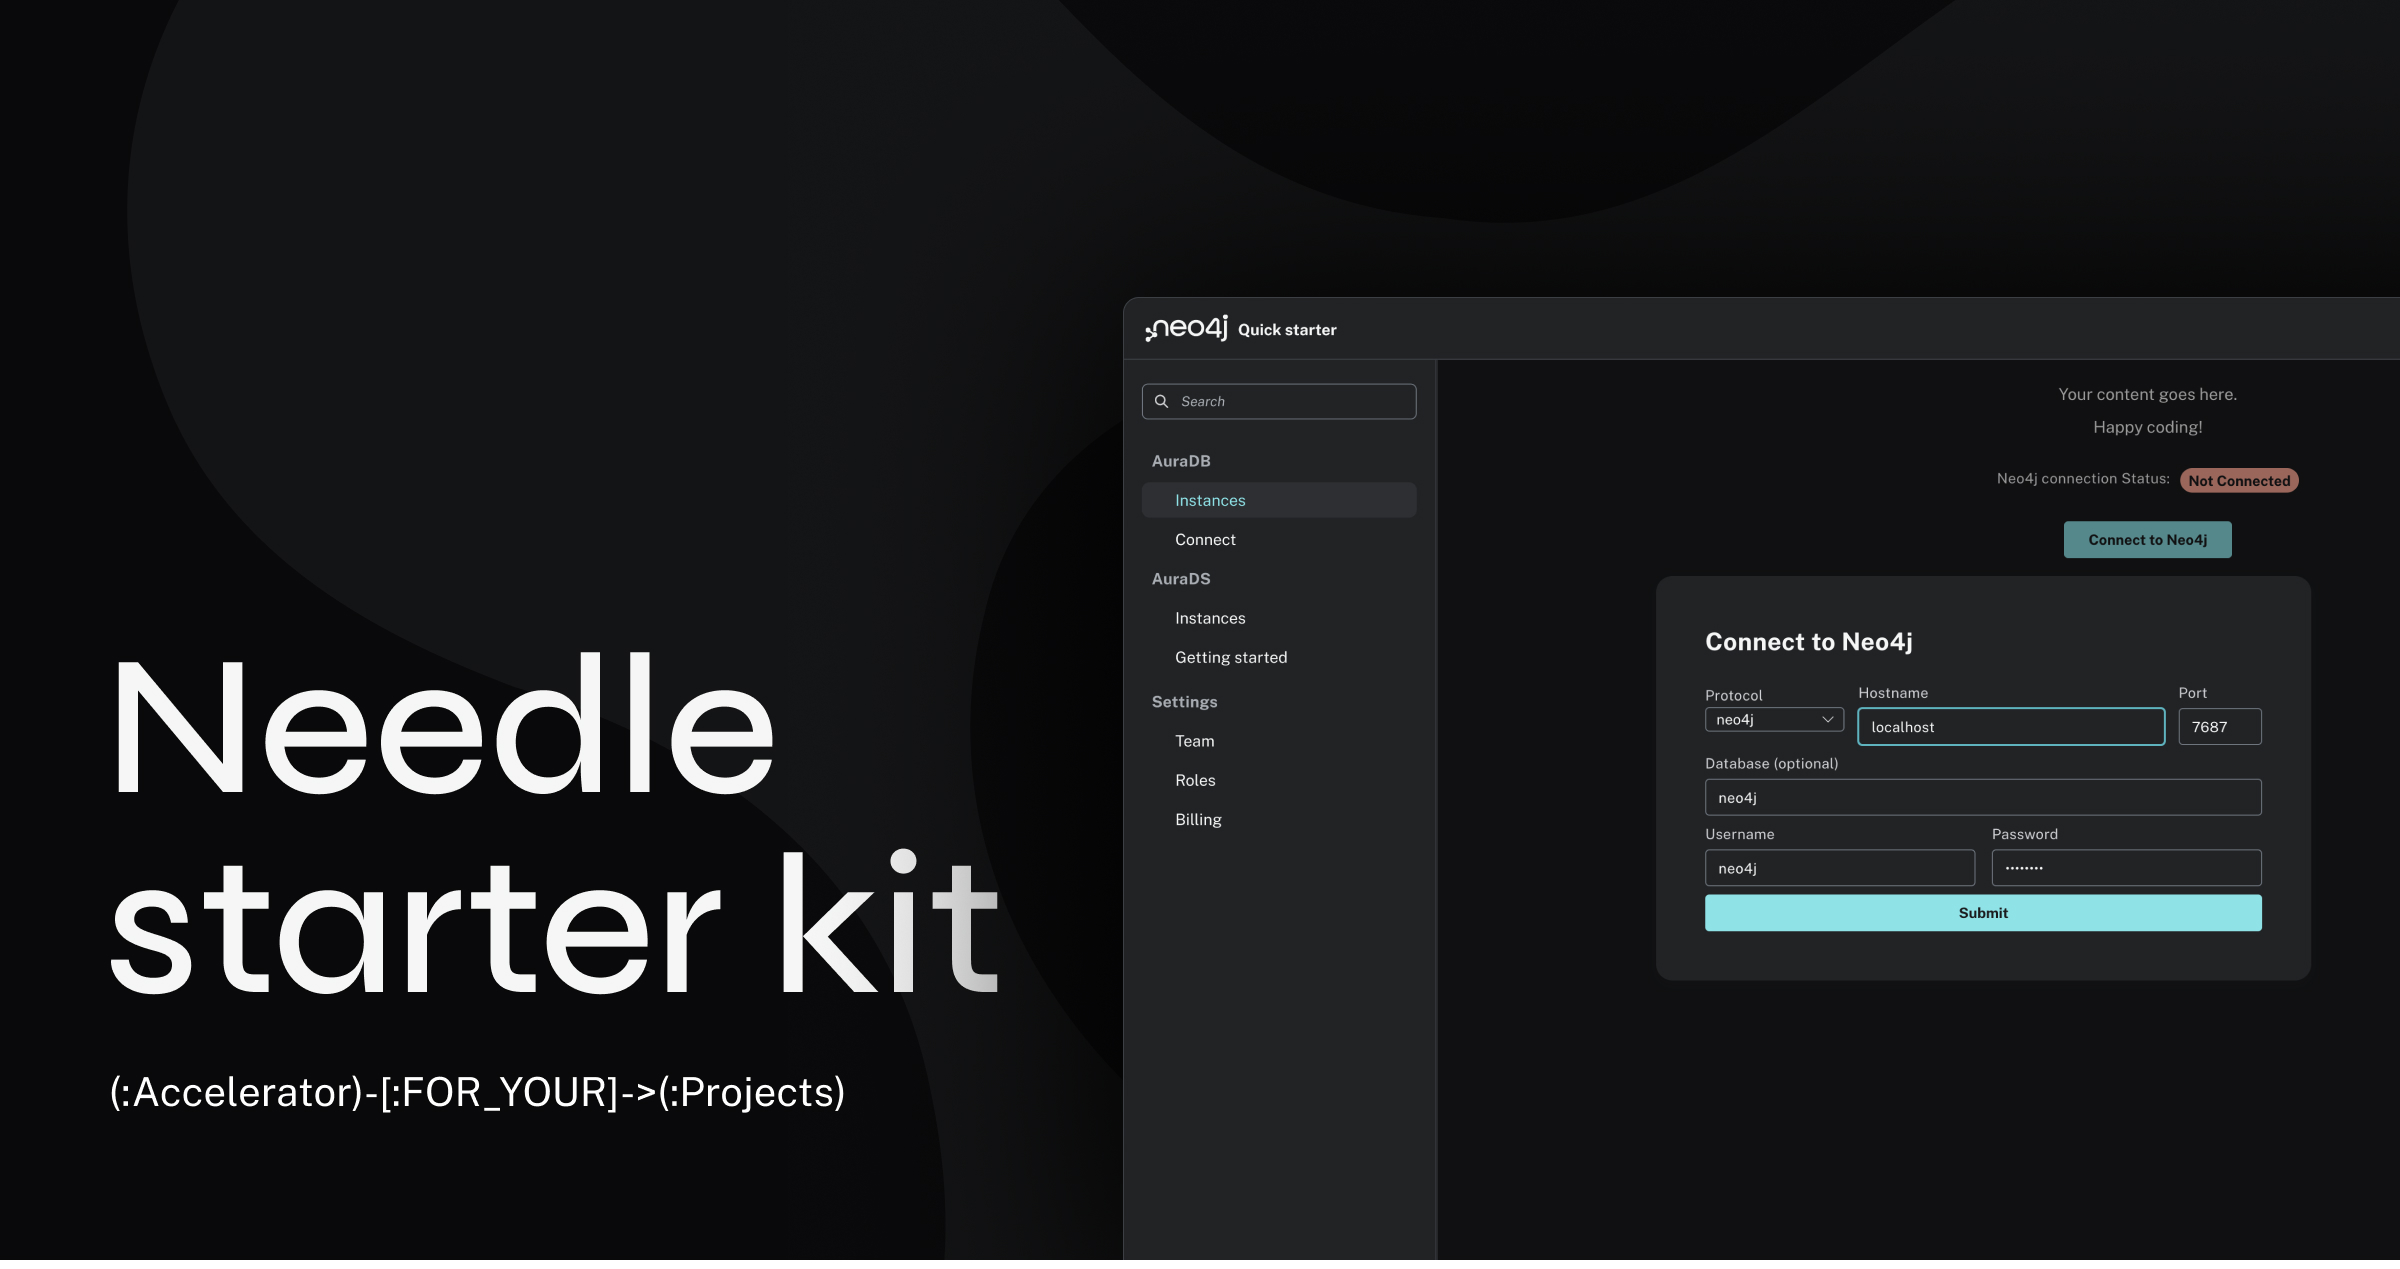 Needle
starter kit
(:Accelerator)-[:FOR_YOUR]->(:Projects)
neo4j Quick starter
Search
AuraDB
Instances
Connect
AuraDS
Instances
Getting started
Settings
Team
Roles
Billing
Your content goes here.
Happy coding!
Neo4j connection Status: Not Connected
Connect to Neo4j
Connect to Neo4j
Protocol Hostname Port
neo4j localhost 7687
Database (optional)
neo4j
Username Password
neo4j ········
Submit